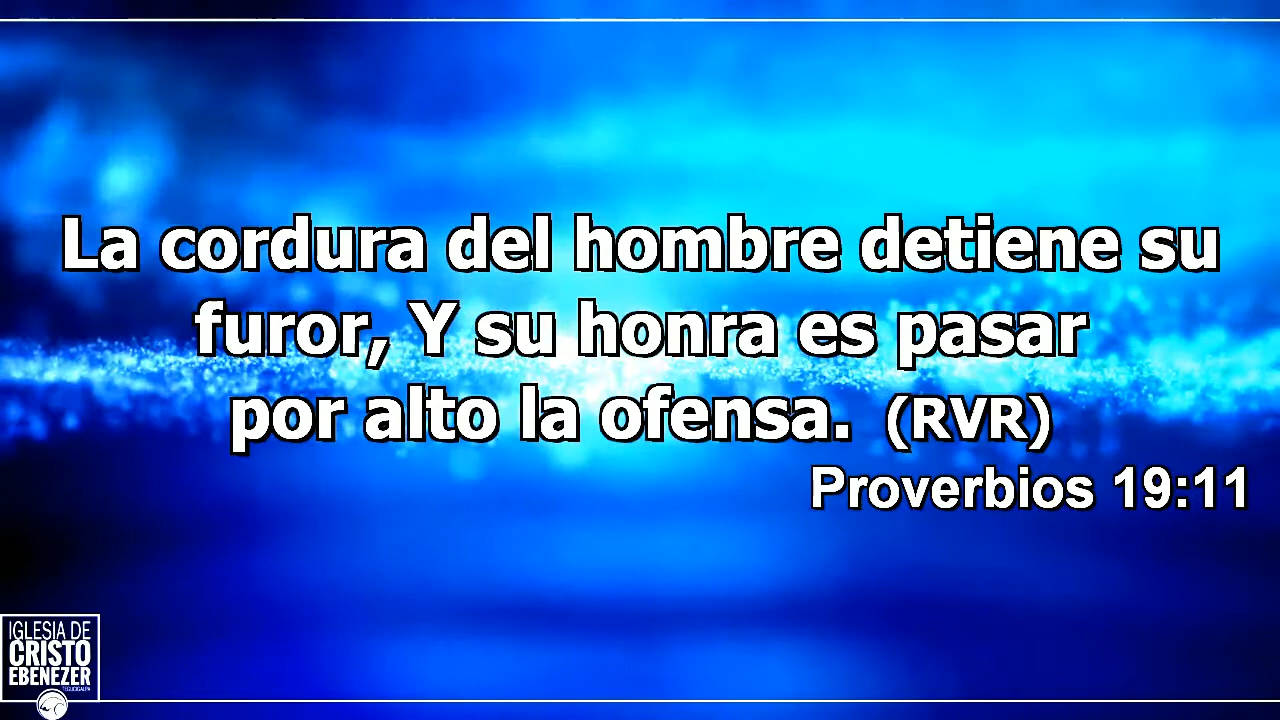 La cordura del hombre detiene su
furor, Y su honra es pasar
por alto la ofensa. (RVR)
Proverbios 19:11
IGLESIA DE
CRISTO
EBENEZER
TEGUCIGALPA